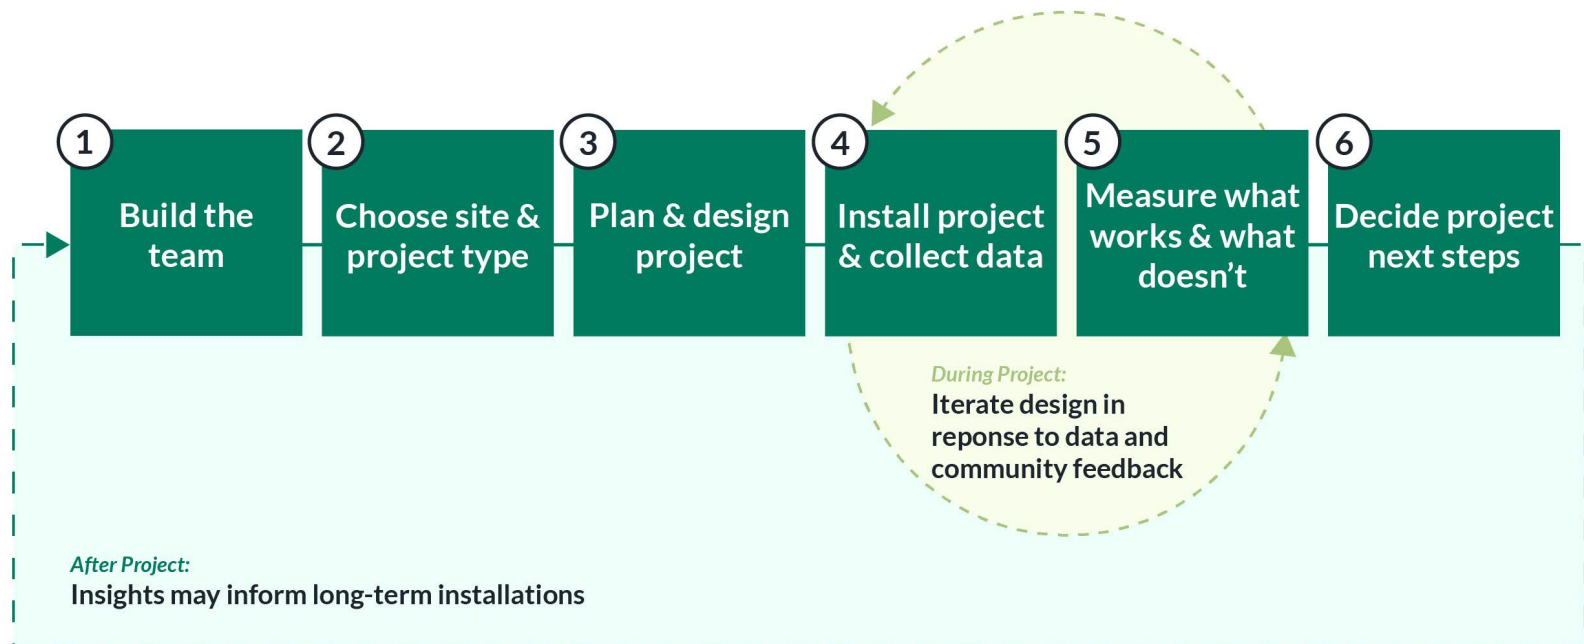 1
Build the
team
2
Choose site &
project type
3
Plan & design
project
4
Install project
& collect data
5
Measure what
works & what
doesn’t
6
Decide project
next steps
During Project:
Iterate design in
reponse to data and
community feedback
After Project:
Insights may inform long-term installations